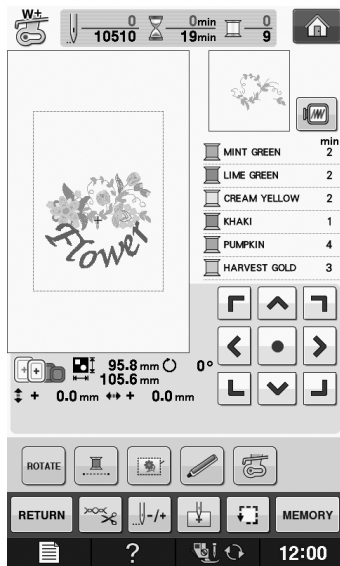 W±
0 0min 0
10510 19min 9
min
MINT GREEN 2
LIME GREEN 2
CREAM YELLOW 2
KHAKI 1
PUMPKIN 4
HARVEST GOLD 3
Flower
95.8 mm 0°
105.6 mm
+ 0.0 mm + 0.0 mm
ROTATE
RETURN -/+ MEMORY
? 12:00